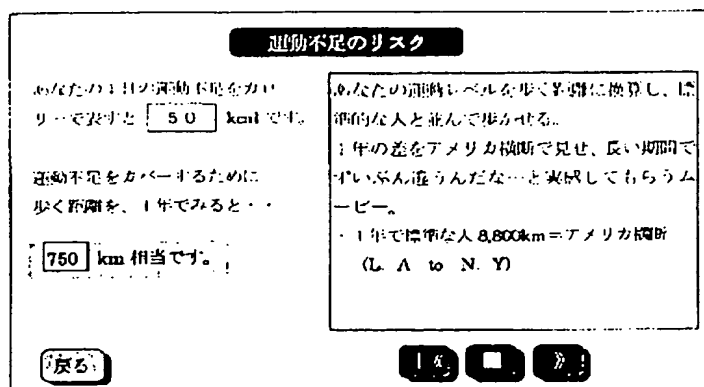 運動不足のリスク
あなたの1日の運動不足をカロ
リーで表すと 50 kcalです。
運動不足をカバーするために
歩く距離を、1年でみると・・
750 km 相当です。
あなたの運動レベルを歩く距離に換算し、標
準的な人と並んで歩かせる。
1年の差をアメリカ横断で見せ、長い期間で
ずいぶん違うんだな…と実感してもらうム
ービー。
・1年で標準な人8,800km=アメリカ横断
(L. A to N. Y)
戻る